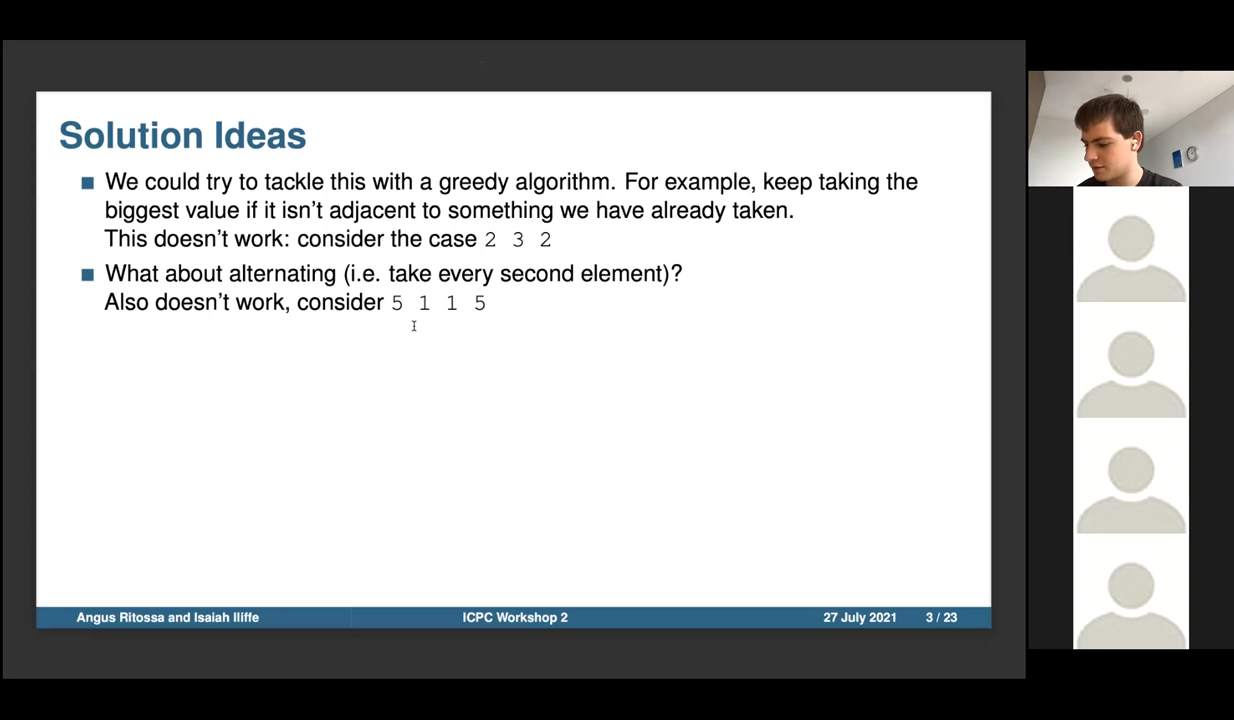 Solution Ideas
We could try to tackle this with a greedy algorithm. For example, keep taking the
biggest value if it isn't adjacent to something we have already taken.
This doesn't work: consider the case 2 3 2
What about alternating (i.e. take every second element)?
Also doesn't work, consider 5 1 1 5
Angus Ritossa and Isaiah Iliffe ICPC Workshop 2 27 July 2021 3 / 23